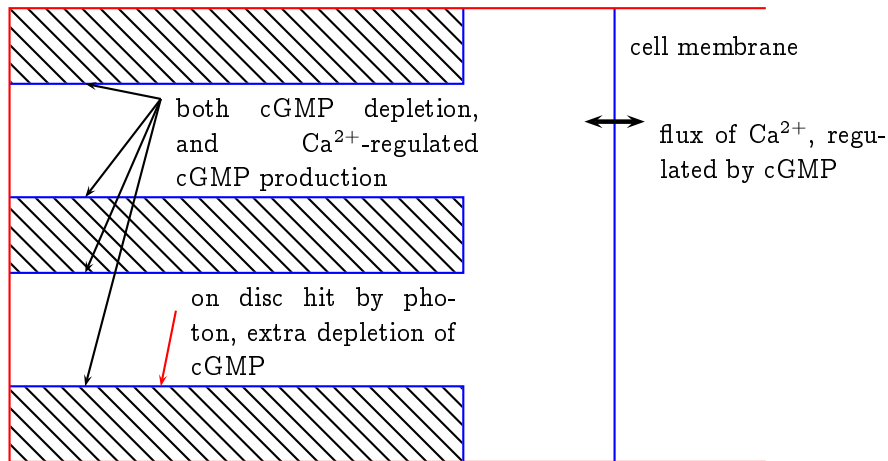 cell membrane
both cGMP depletion,
and Ca²⁺-regulated
cGMP production
flux of Ca²⁺, regu-
lated by cGMP
on disc hit by pho-
ton, extra depletion of
cGMP